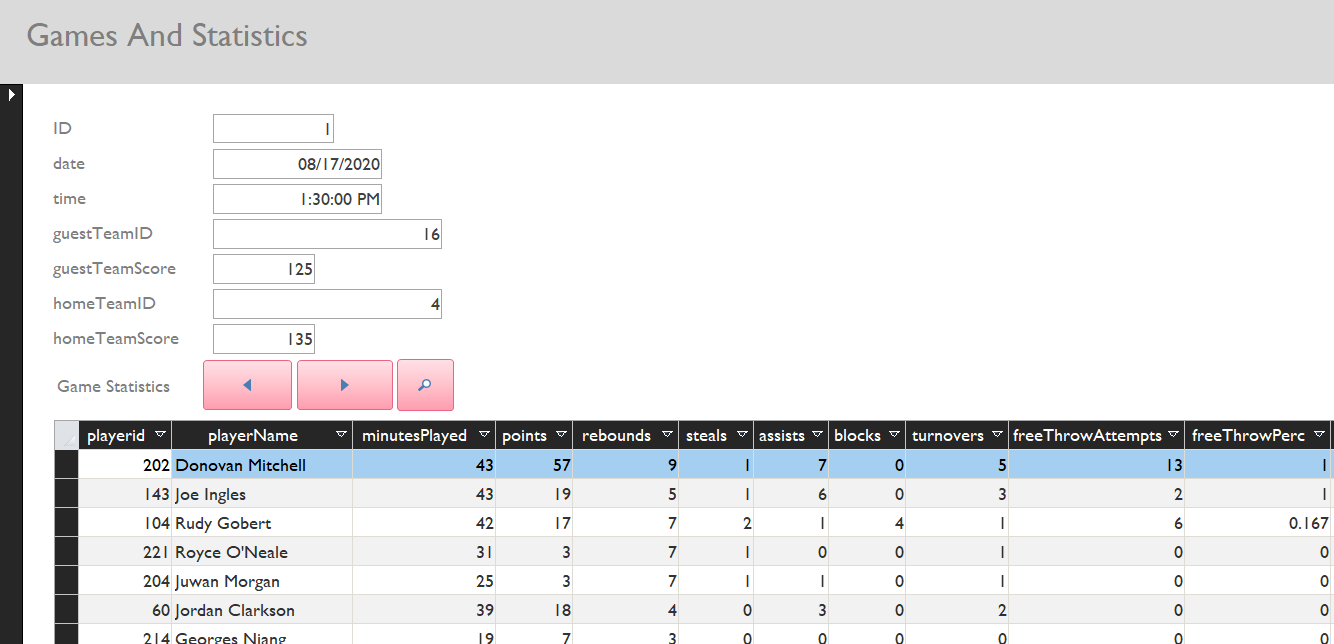 Games And Statistics
ID 1
date 08/17/2020
time 1:30:00 PM
guestTeamID 16
guestTeamScore 125
homeTeamID 4
homeTeamScore 135
Game Statistics
playerid playerName minutesPlayed points rebounds steals assists blocks turnovers freeThrowAttempts freeThrowPerc
202 Donovan Mitchell 43 57 9 1 7 0 5 13 1
143 Joe Ingles 43 19 5 1 6 0 3 2 1
104 Rudy Gobert 42 17 7 2 1 4 1 6 0.167
221 Royce O'Neale 31 3 7 1 0 0 1 0 0
204 Juwan Morgan 25 3 7 1 1 0 1 0 0
60 Jordan Clarkson 39 18 4 0 3 0 2 0 0
214 Georges Niang 19 7 3 0 0 0 0 0 0